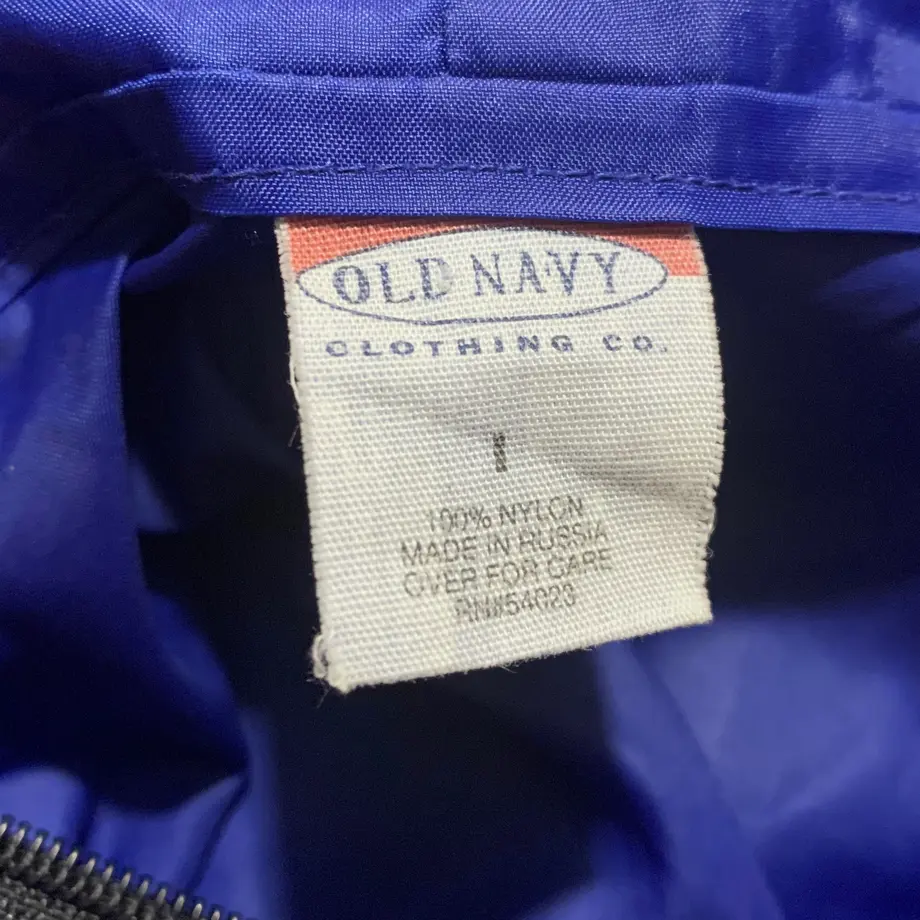 OLD NAVY
CLOTHING CO.
100% NYLON
MADE IN RUSSIA
OVER FOR CARE
RN#54023